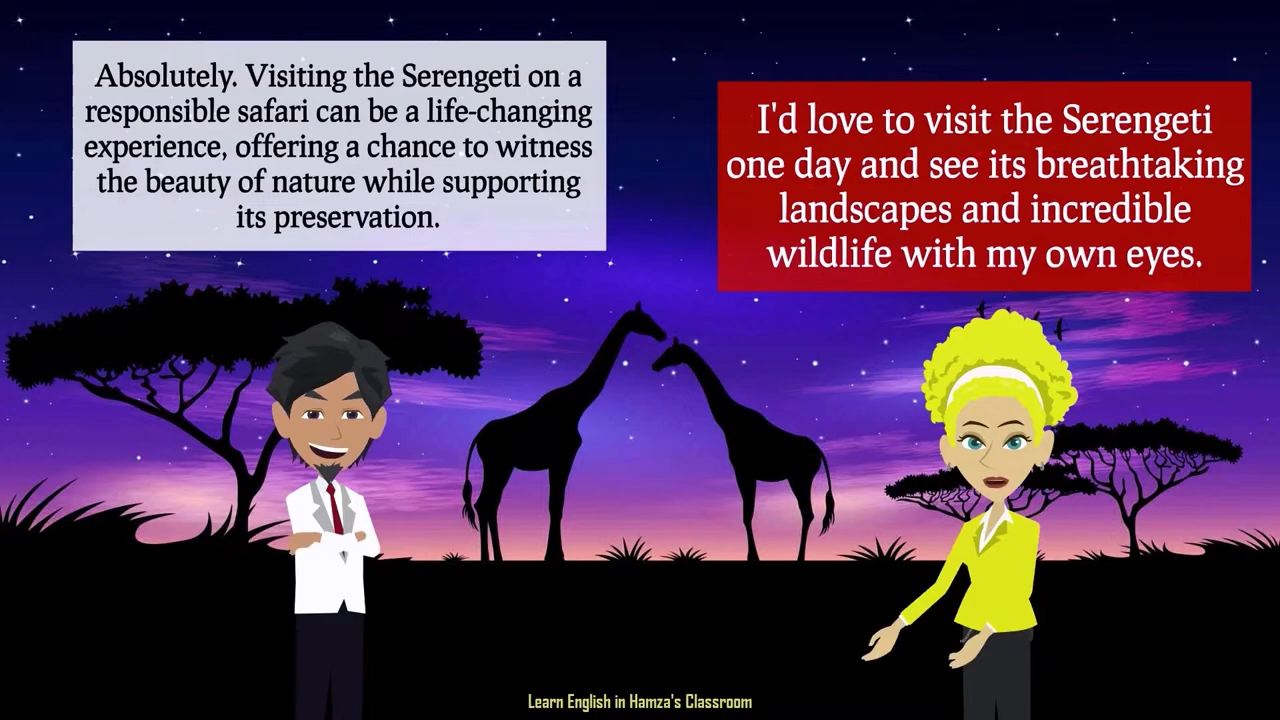 Absolutely. Visiting the Serengeti on a
responsible safari can be a life-changing
experience, offering a chance to witness
the beauty of nature while supporting
its preservation.
I'd love to visit the Serengeti
one day and see its breathtaking
landscapes and incredible
wildlife with my own eyes.
Learn English in Hamza's Classroom